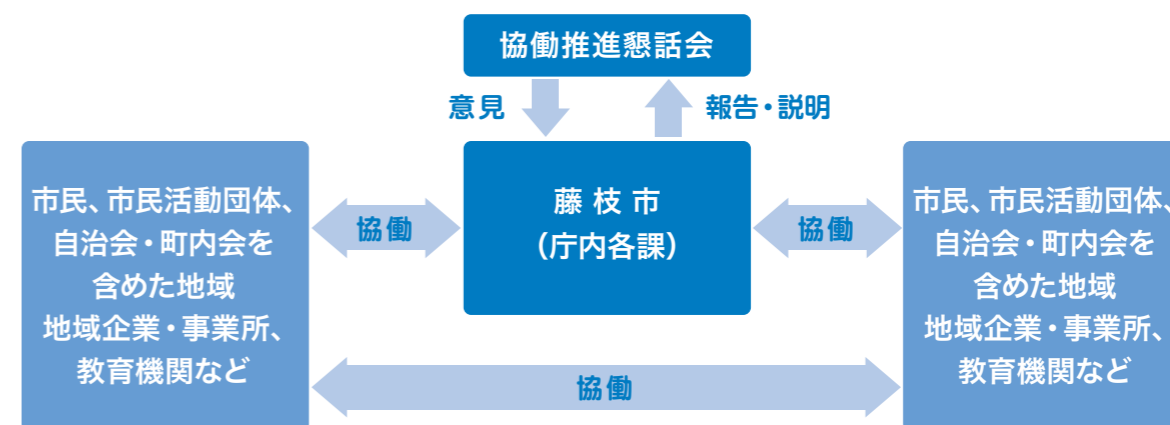 協働推進懇話会
意見
報告・説明
市民、市民活動団体、
自治会・町内会を
含めた地域
地域企業・事業所、
教育機関など
協働
藤枝市
（庁内各課）
協働
市民、市民活動団体、
自治会・町内会を
含めた地域
地域企業・事業所、
教育機関など
協働